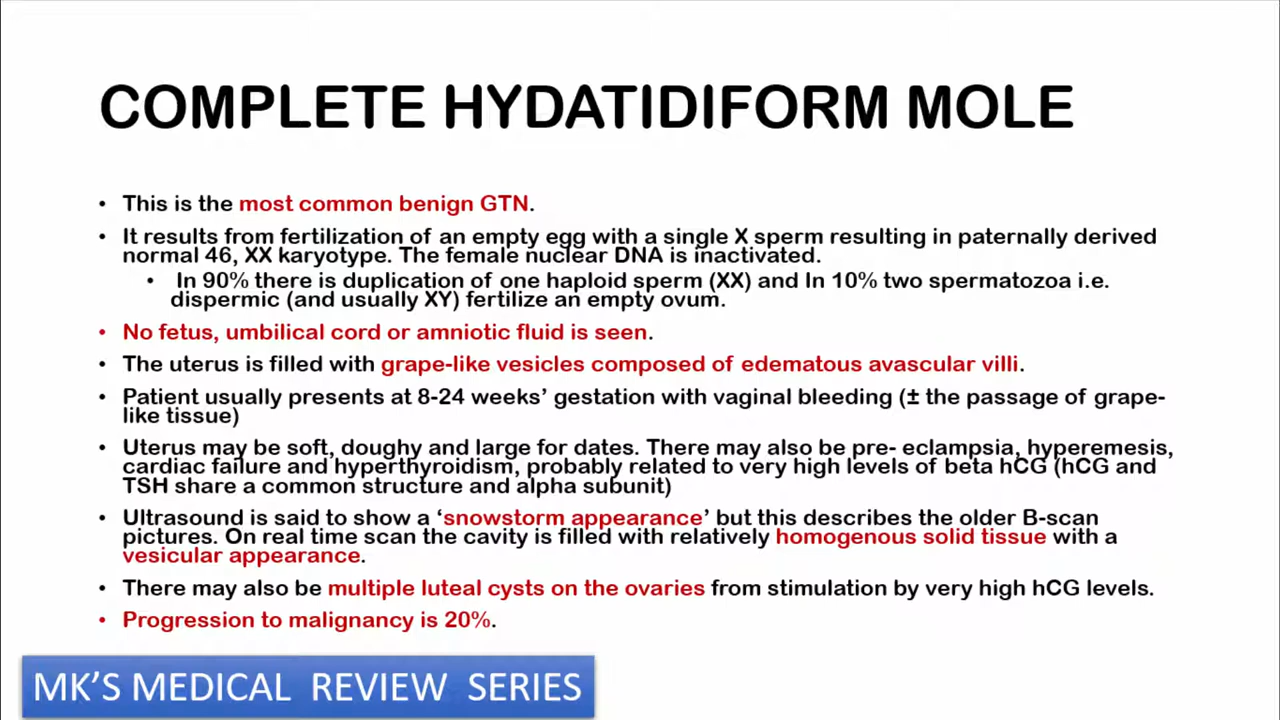 COMPLETE HYDATIDIFORM MOLE
• This is the most common benign GTN.
• It results from fertilization of an empty egg with a single X sperm resulting in paternally derived
normal 46, XX karyotype. The female nuclear DNA is inactivated.
• In 90% there is duplication of one haploid sperm (XX) and In 10% two spermatozoa i.e.
dispermic (and usually XY) fertilize an empty ovum.
• No fetus, umbilical cord or amniotic fluid is seen.
• The uterus is filled with grape-like vesicles composed of edematous avascular villi.
• Patient usually presents at 8-24 weeks’ gestation with vaginal bleeding (± the passage of grape-
like tissue)
• Uterus may be soft, doughy and large for dates. There may also be pre- eclampsia, hyperemesis,
cardiac failure and hyperthyroidism, probably related to very high levels of beta hCG (hCG and
TSH share a common structure and alpha subunit)
• Ultrasound is said to show a ‘snowstorm appearance’ but this describes the older B-scan
pictures. On real time scan the cavity is filled with relatively homogenous solid tissue with a
vesicular appearance.
• There may also be multiple luteal cysts on the ovaries from stimulation by very high hCG levels.
• Progression to malignancy is 20%.
MK’S MEDICAL REVIEW SERIES